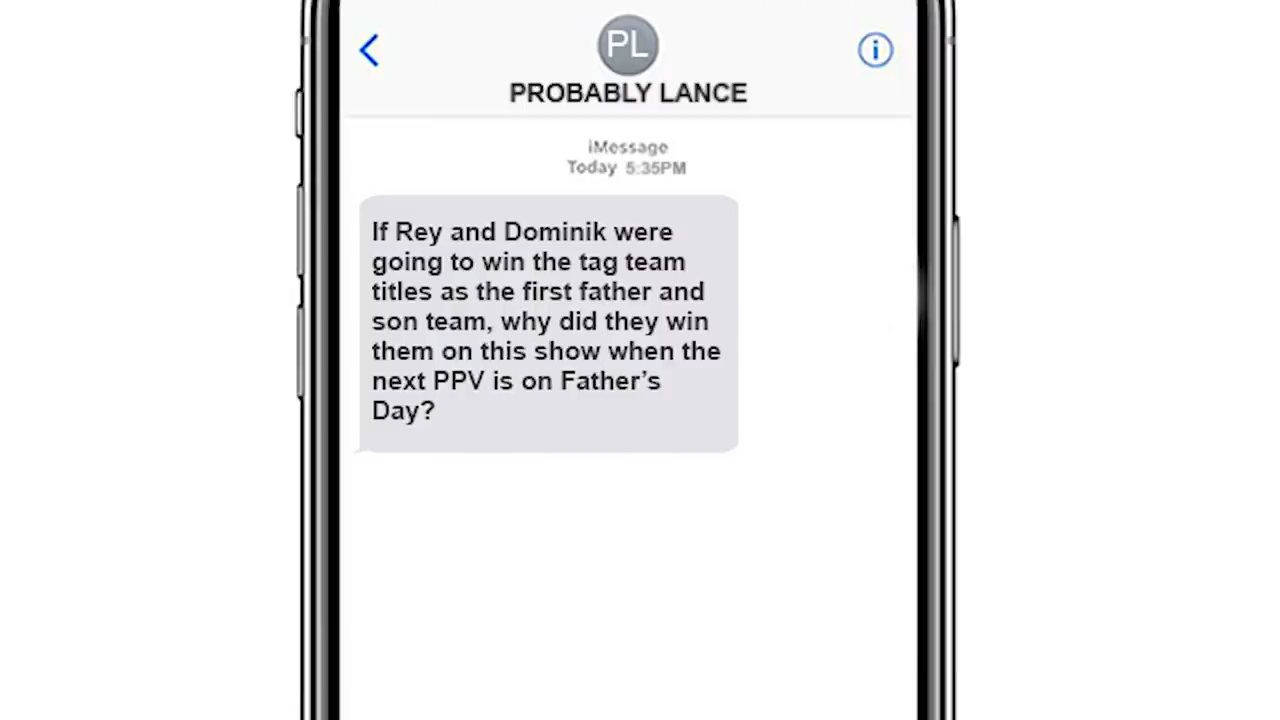 PL
PROBABLY LANCE
iMessage
Today 5:35PM
If Rey and Dominik were
going to win the tag team
titles as the first father and
son team, why did they win
them on this show when the
next PPV is on Father’s
Day?